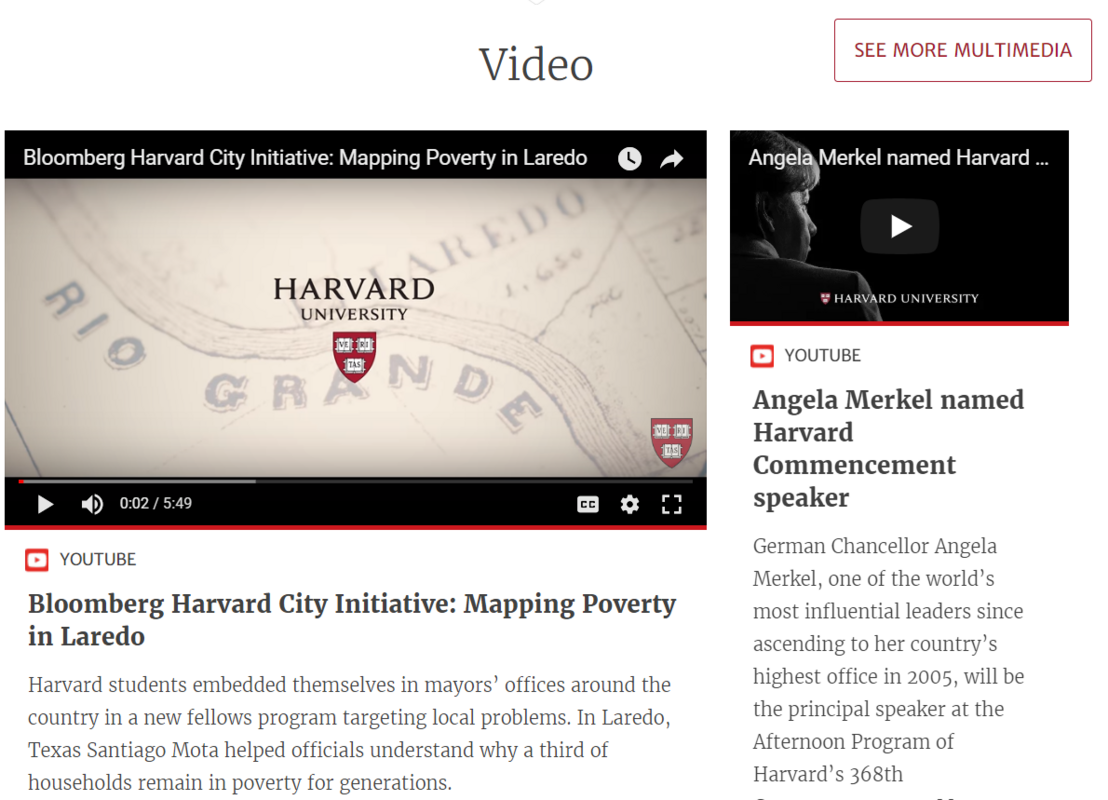 Video
SEE MORE MULTIMEDIA
Bloomberg Harvard City Initiative: Mapping Poverty in Laredo
LAREDO
1,650
RIO
GRANDE
HARVARD
UNIVERSITY
VE RI
TAS
VE RI
TAS
0:02 / 5:49
CC
YOUTUBE
Bloomberg Harvard City Initiative: Mapping Poverty
in Laredo
Harvard students embedded themselves in mayors’ offices around the
country in a new fellows program targeting local problems. In Laredo,
Texas Santiago Mota helped officials understand why a third of
households remain in poverty for generations.
Angela Merkel named Harvard ...
HARVARD UNIVERSITY
YOUTUBE
Angela Merkel named
Harvard
Commencement
speaker
German Chancellor Angela
Merkel, one of the world’s
most influential leaders since
ascending to her country’s
highest office in 2005, will be
the principal speaker at the
Afternoon Program of
Harvard’s 368th